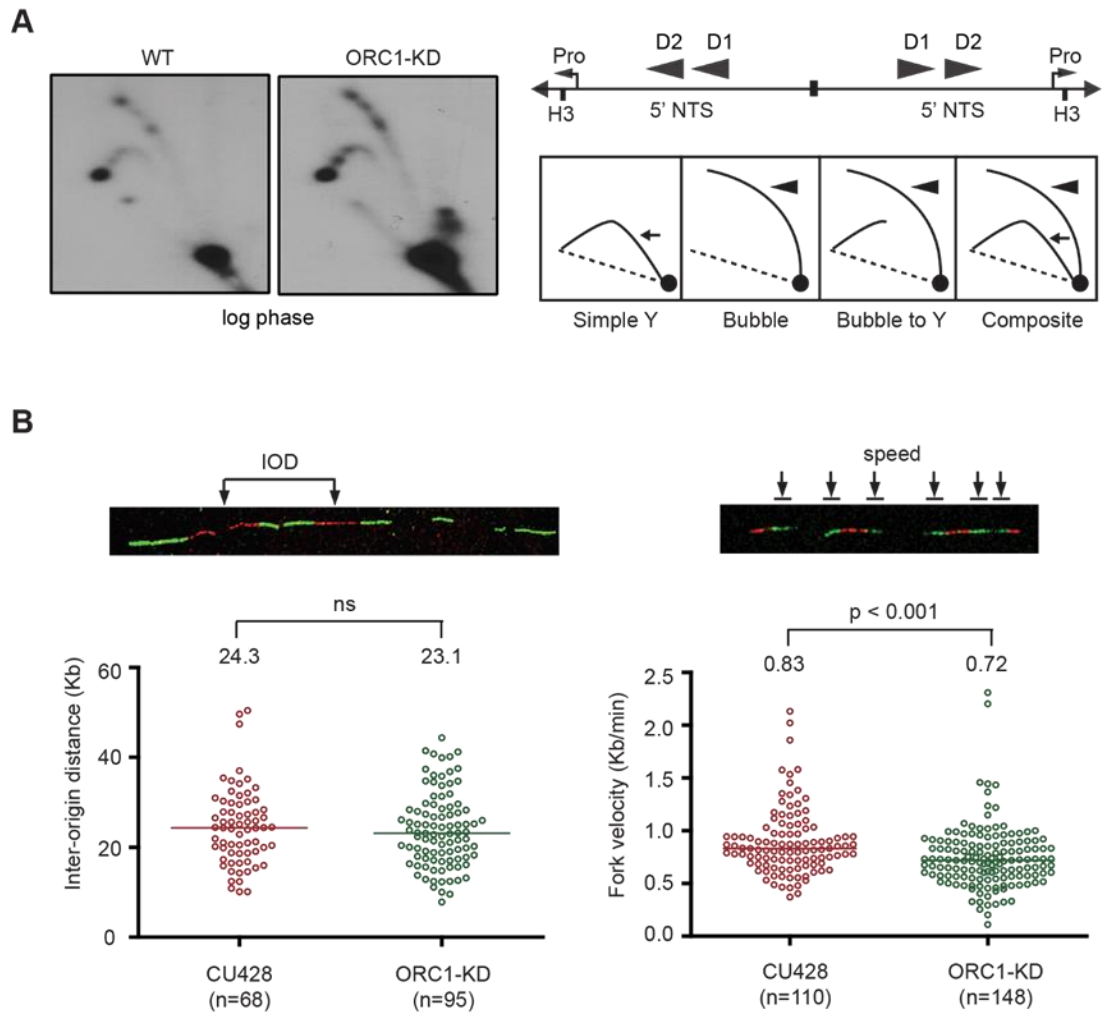 A
WT
ORC1-KD
log phase
D2
D1
D1
D2
Pro
Pro
H3
5' NTS
5' NTS
H3
Simple Y
Bubble
Bubble to Y
Composite
B
IOD
speed
ns
24.3
23.1
Inter-origin distance (Kb)
60
40
20
0
CU428
(n=68)
ORC1-KD
(n=95)
p < 0.001
0.83
0.72
Fork velocity (Kb/min)
2.5
2.0
1.5
1.0
0.5
0.0
CU428
(n=110)
ORC1-KD
(n=148)